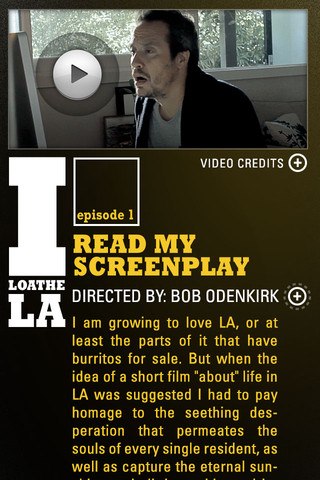 VIDEO CREDITS
I
LOATHE
LA
episode 1
READ MY
SCREENPLAY
DIRECTED BY: BOB ODENKIRK
I am growing to love LA, or at
least the parts of it that have
burritos for sale. But when the
idea of a short film "about" life in
LA was suggested I had to pay
homage to the seething des-
peration that permeates the
souls of every single resident, as
well as capture the eternal sun-